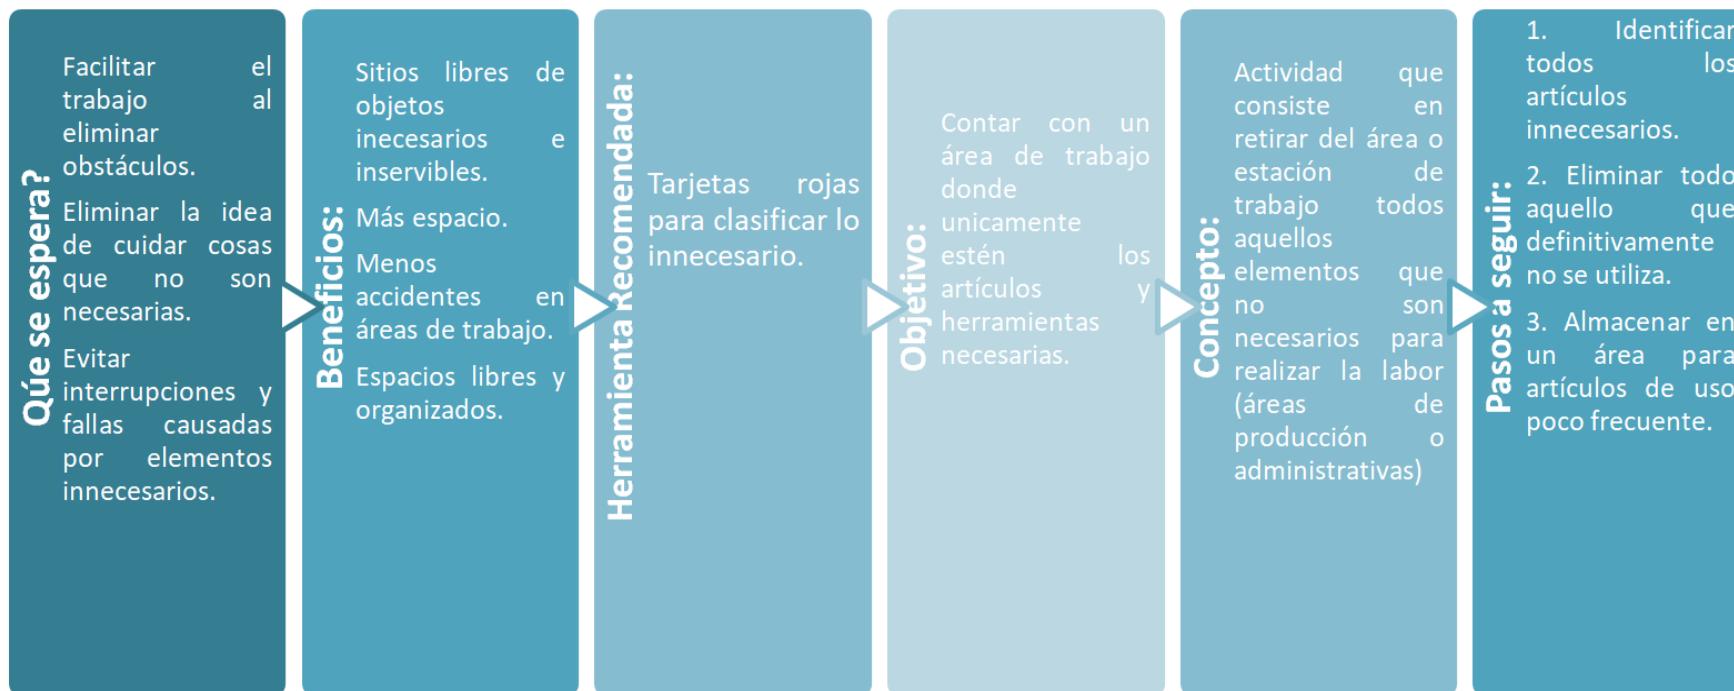 Qúe se espera?
Facilitar el
trabajo al
eliminar
obstáculos.
Eliminar la idea
de cuidar cosas
que no son
necesarias.
Evitar
interrupciones y
fallas causadas
por elementos
innecesarios.
Beneficios:
Sitios libres de
objetos
inecesarios e
inservibles.
Más espacio.
Menos
accidentes en
áreas de trabajo.
Espacios libres y
organizados.
Herramienta Recomendada:
Tarjetas rojas
para clasificar lo
innecesario.
Objetivo:
Contar con un
área de trabajo
donde
unicamente
estén los
artículos y
herramientas
necesarias.
Concepto:
Actividad que
consiste en
retirar del área o
estación de
trabajo todos
aquellos
elementos que
no son
necesarios para
realizar la labor
(áreas de
producción o
administrativas)
Pasos a seguir:
1. Identificar
todos los
artículos
innecesarios.
2. Eliminar todo
aquello que
definitivamente
no se utiliza.
3. Almacenar en
un área para
artículos de uso
poco frecuente.